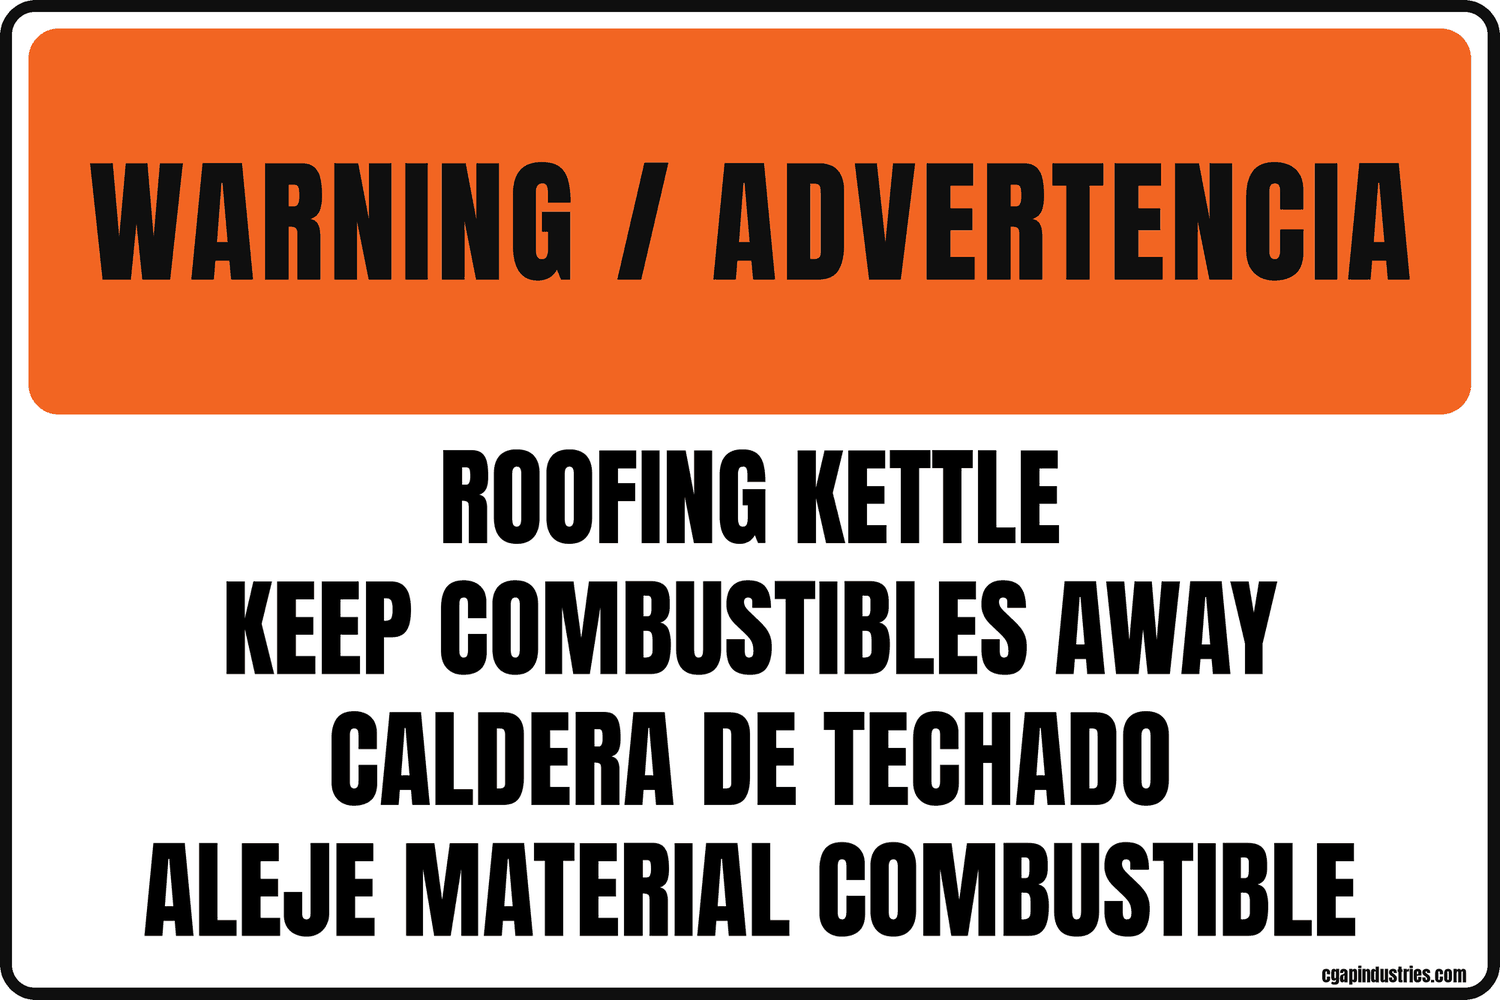 WARNING / ADVERTENCIA
ROOFING KETTLE
KEEP COMBUSTIBLES AWAY
CALDERA DE TECHADO
ALEJE MATERIAL COMBUSTIBLE
cgapindustries.com